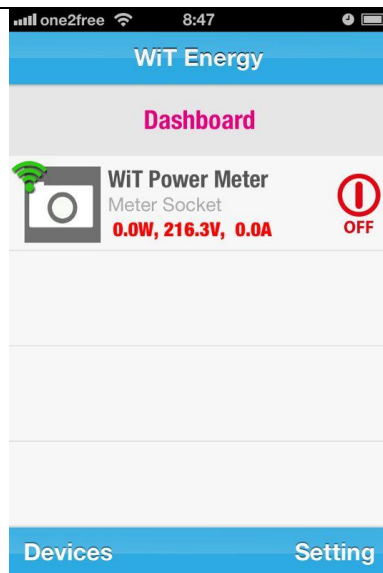 one2free 8:47
WiT Energy
Dashboard
WiT Power Meter
Meter Socket
0.0W, 216.3V, 0.0A
OFF
Devices Setting